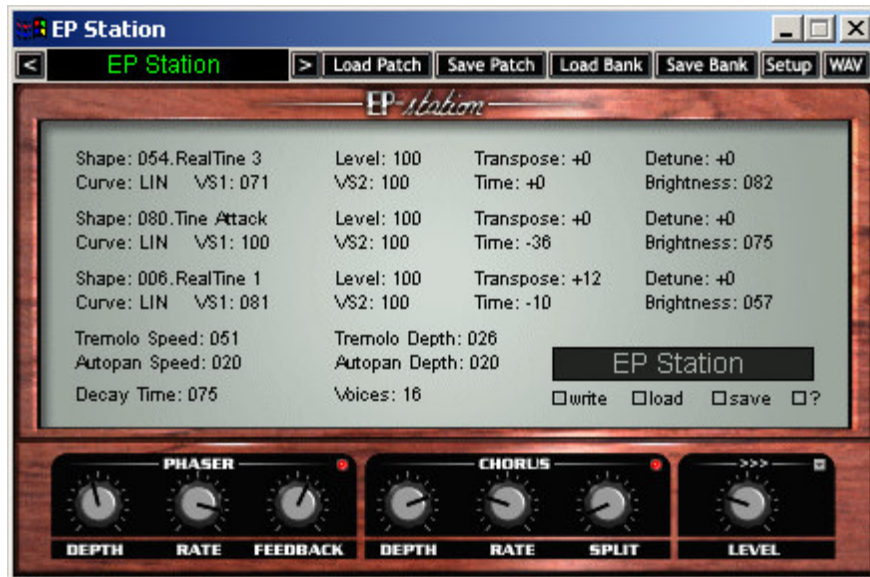 EP Station
< EP Station > Load Patch Save Patch Load Bank Save Bank Setup WAV
EP-station
Shape: 054.RealTine 3 Level: 100 Transpose: +0 Detune: +0
Curve: LIN VS1: 071 VS2: 100 Time: +0 Brightness: 082
Shape: 080.Tine Attack Level: 100 Transpose: +0 Detune: +0
Curve: LIN VS1: 100 VS2: 100 Time: -36 Brightness: 075
Shape: 006.RealTine 1 Level: 100 Transpose: +12 Detune: +0
Curve: LIN VS1: 081 VS2: 100 Time: -10 Brightness: 057
Tremolo Speed: 051 Tremolo Depth: 026
Autopan Speed: 020 Autopan Depth: 020 EP Station
Decay Time: 075 Voices: 16 write load save ?
PHASER CHORUS >>>
DEPTH RATE FEEDBACK DEPTH RATE SPLIT LEVEL